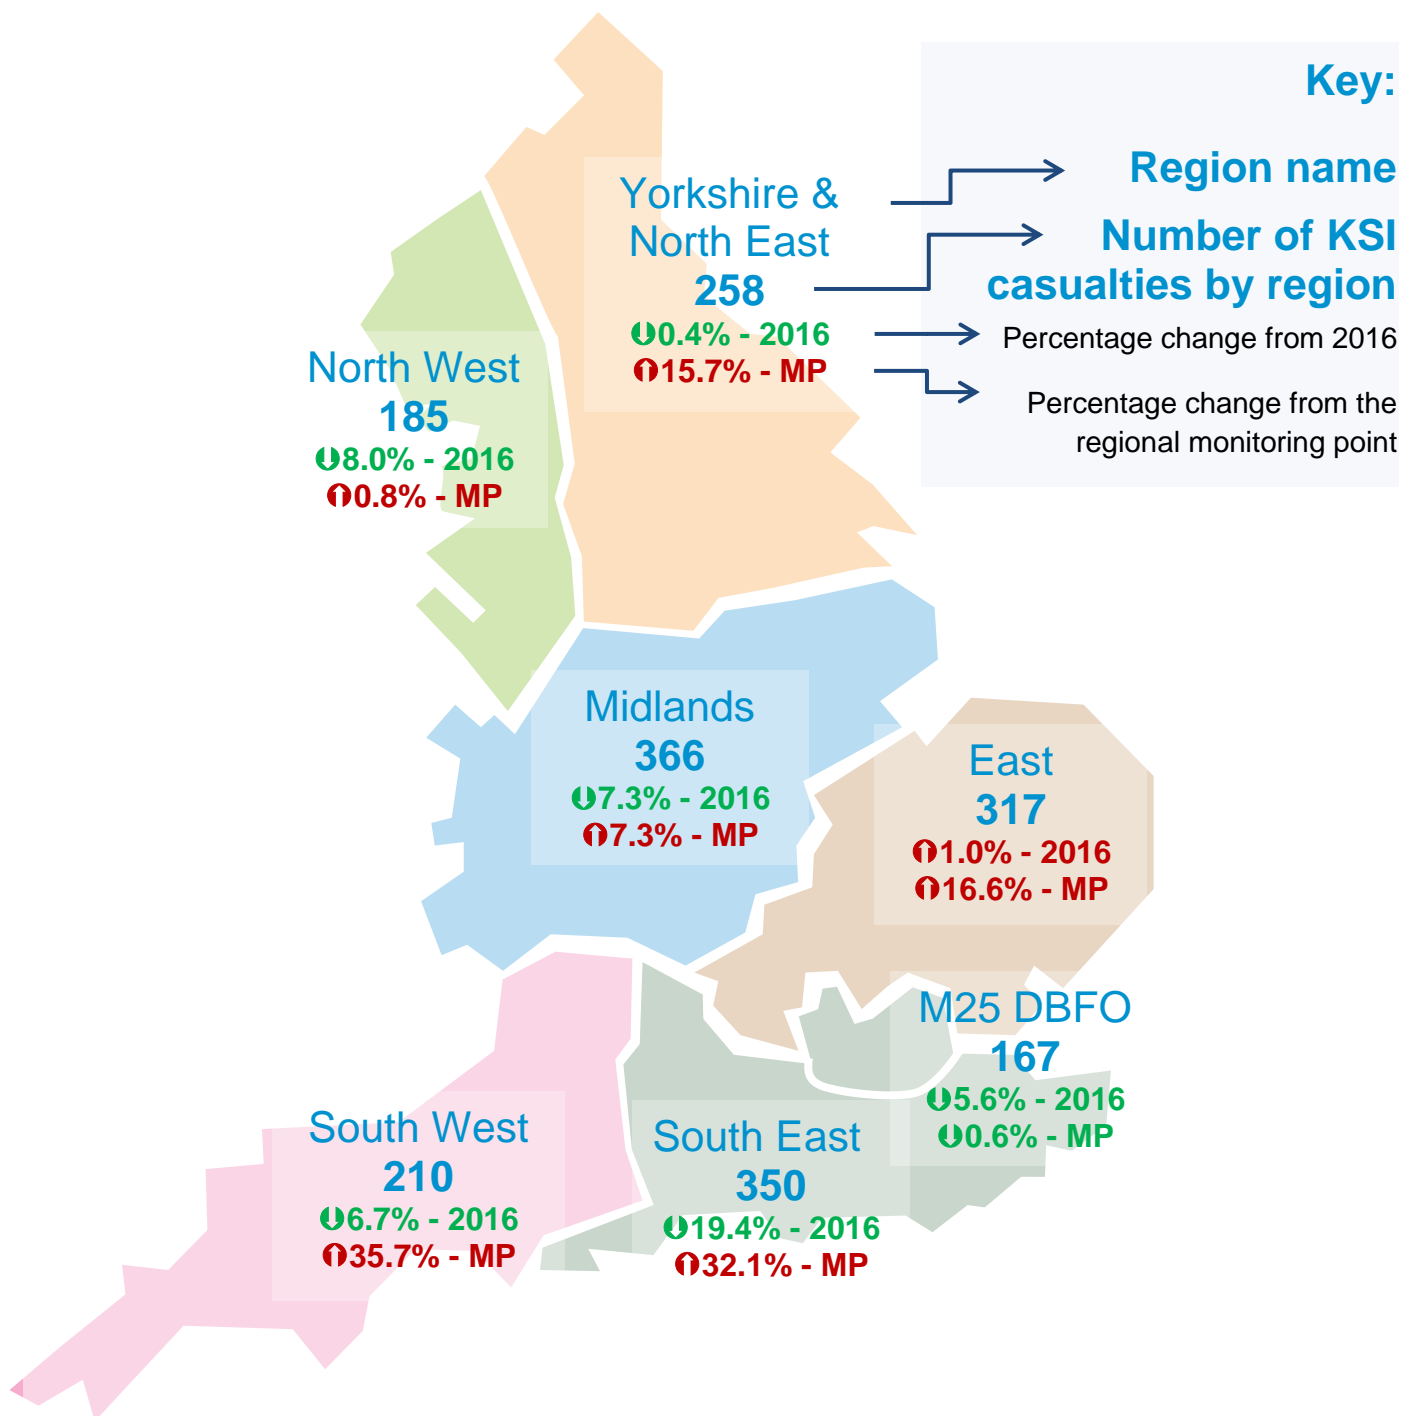 Key:
Region name
Number of KSI
casualties by region
Percentage change from 2016
Percentage change from the
regional monitoring point
Yorkshire &
North East
258
0.4% - 2016
15.7% - MP
North West
185
8.0% - 2016
0.8% - MP
Midlands
366
7.3% - 2016
7.3% - MP
East
317
1.0% - 2016
16.6% - MP
M25 DBFO
167
5.6% - 2016
0.6% - MP
South West
210
6.7% - 2016
35.7% - MP
South East
350
19.4% - 2016
32.1% - MP